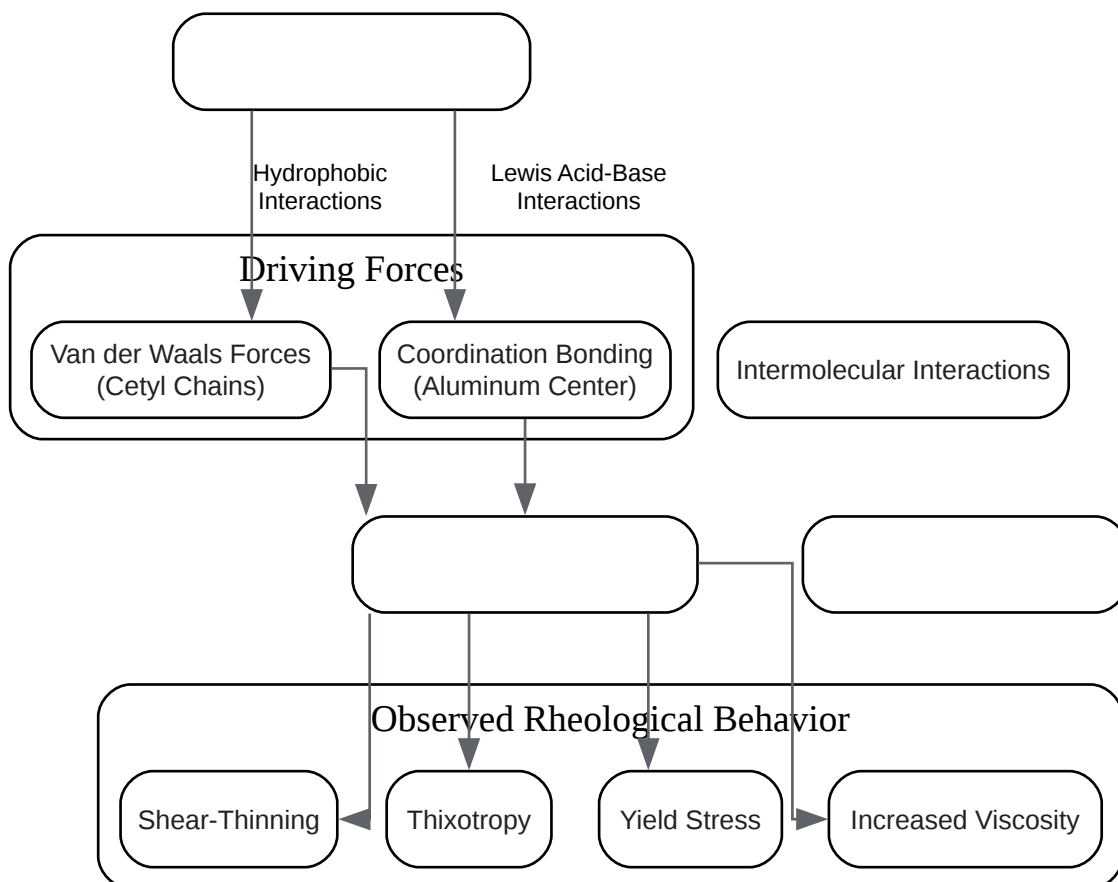 Hydrophobic
Interactions
Lewis Acid-Base
Interactions
Driving Forces
Van der Waals Forces
(Cetyl Chains)
Coordination Bonding
(Aluminum Center)
Intermolecular Interactions
Observed Rheological Behavior
Shear-Thinning
Thixotropy
Yield Stress
Increased Viscosity